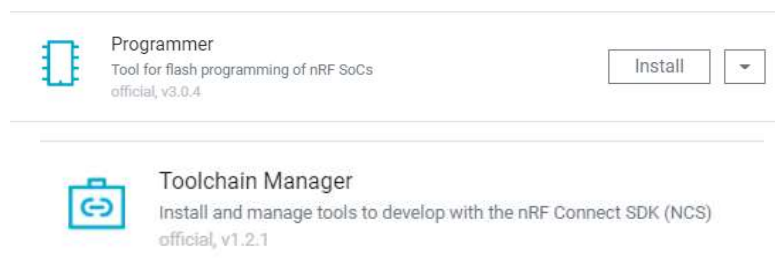 Programmer
Tool for flash programming of nRF SoCs
Install
official, v3.0.4
Toolchain Manager
Install and manage tools to develop with the nRF Connect SDK (NCS)
official, v1.2.1